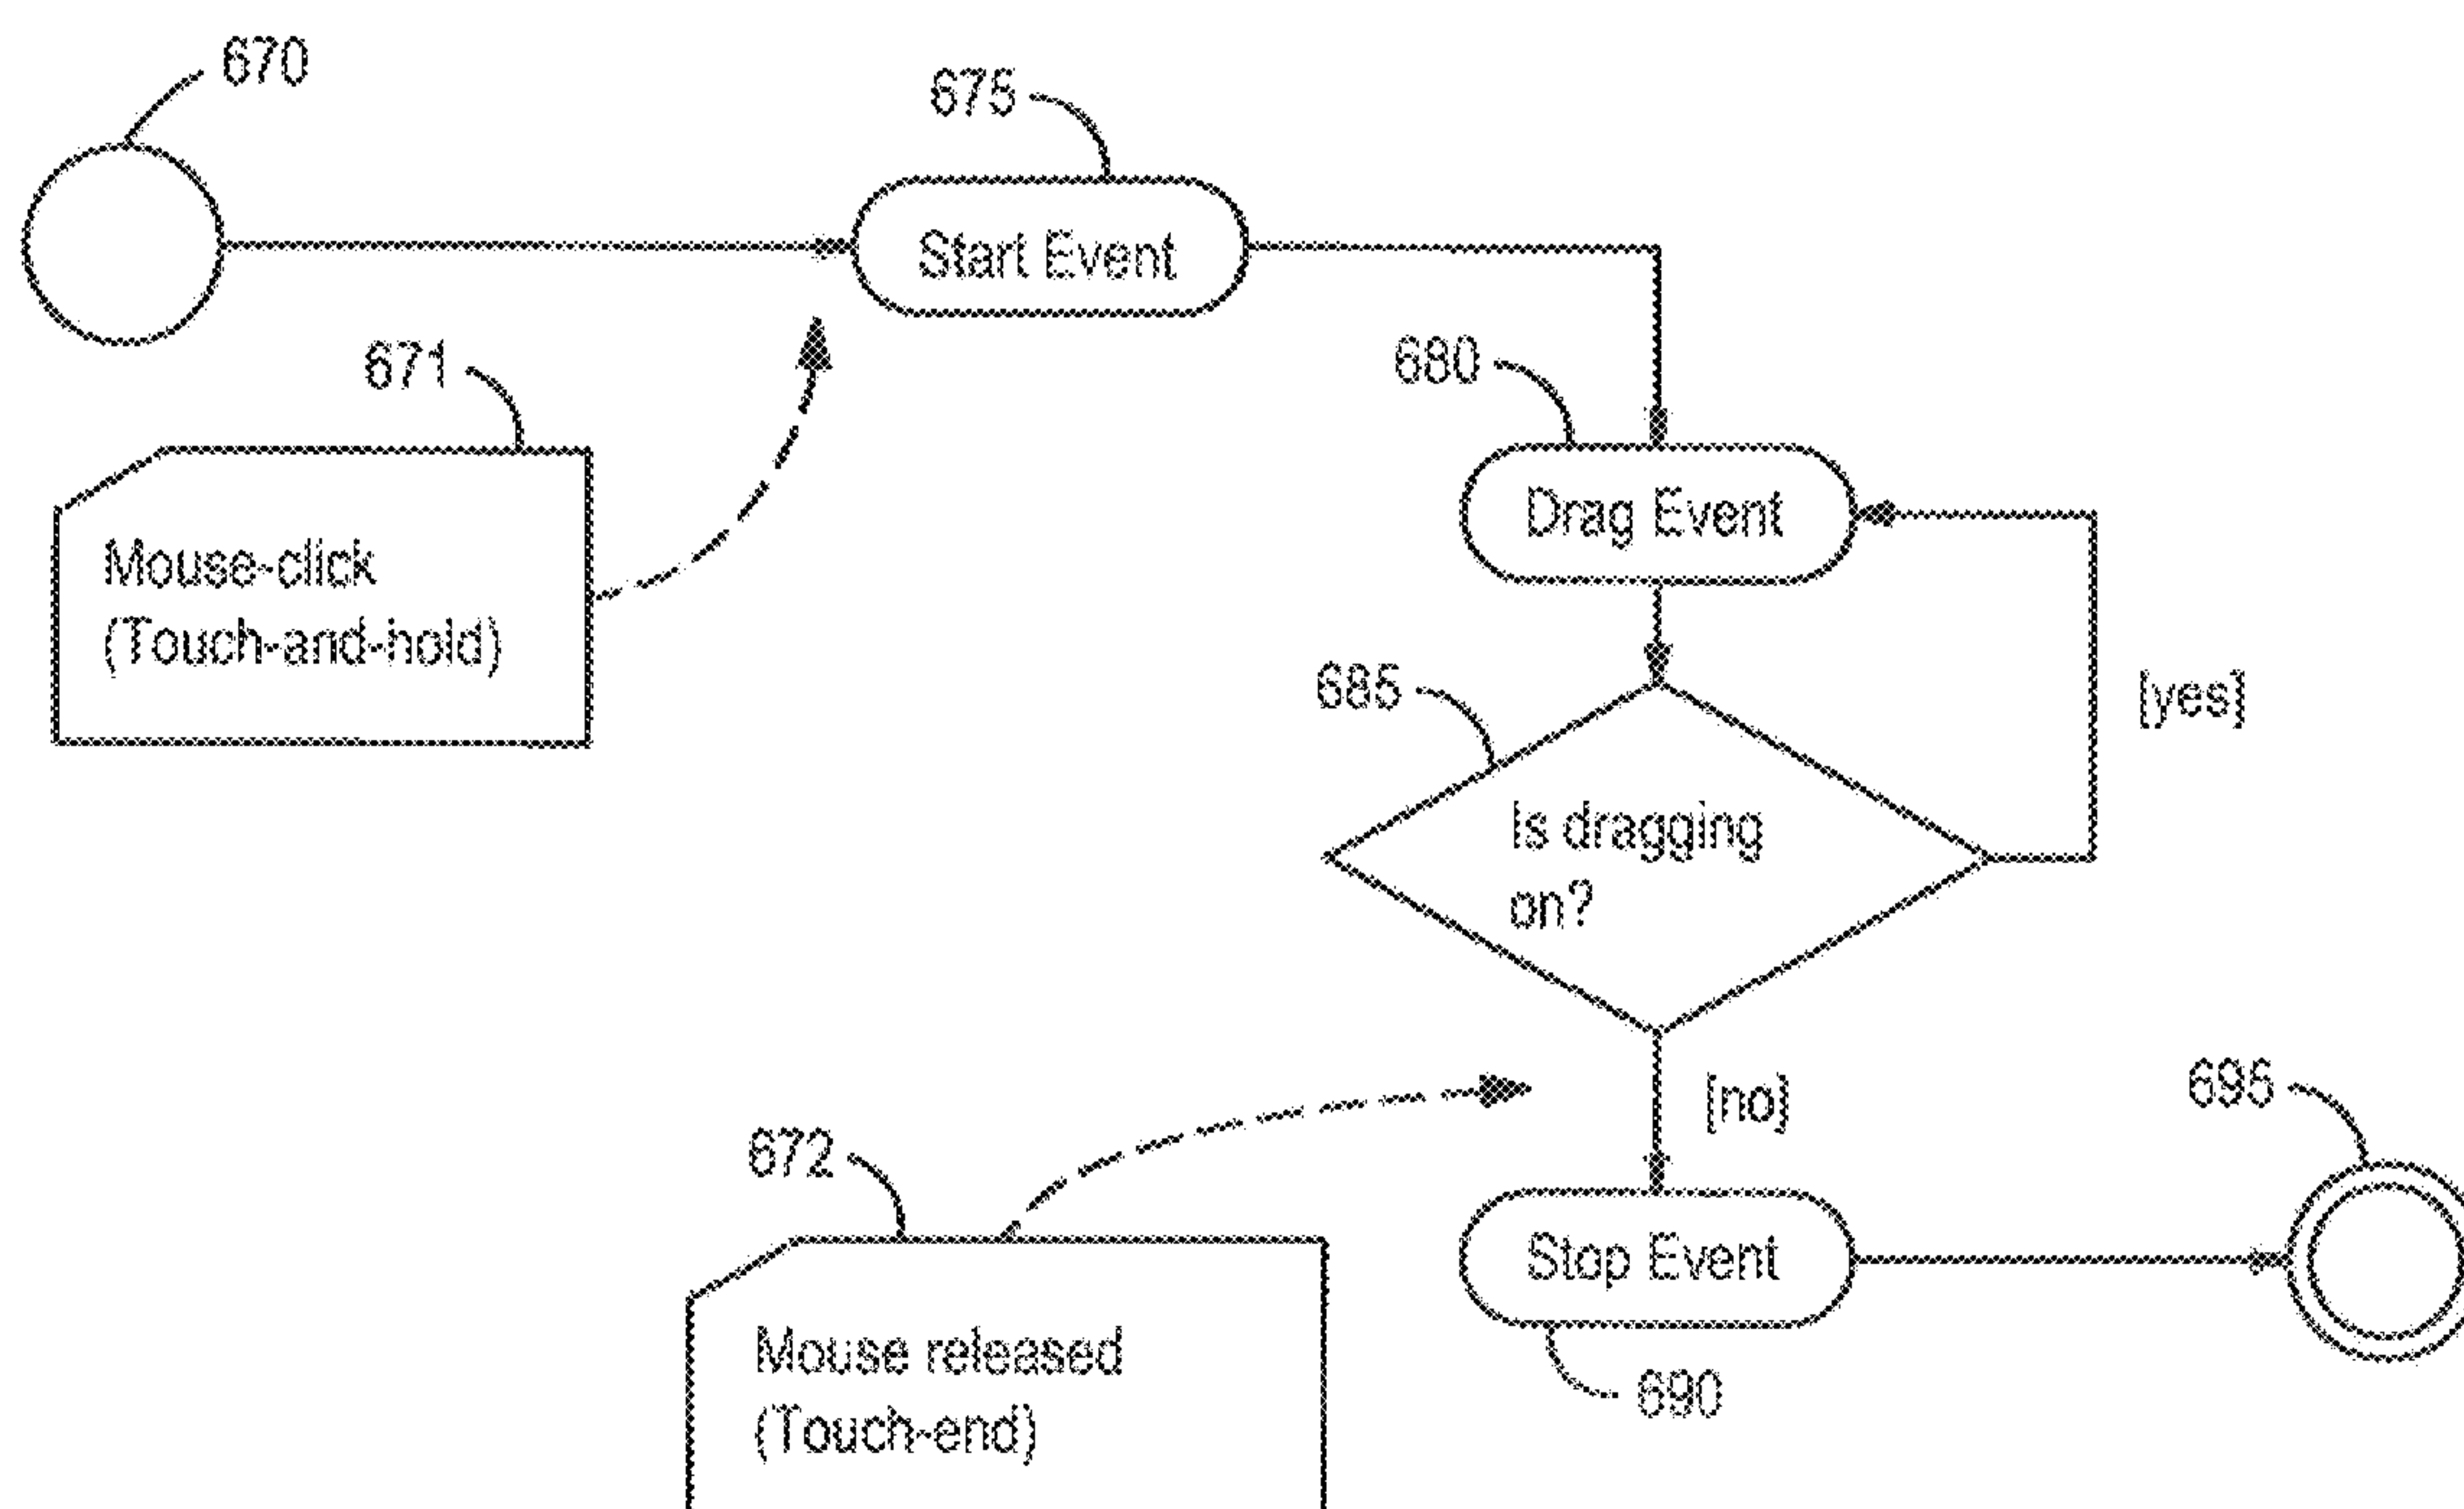 670
675
Start Event
671
680
Mouse-click
(Touch-and-hold)
Drag Event
685
[yes]
Is dragging
on?
[no]
695
672
Stop Event
Mouse released
(Touch-end)
690